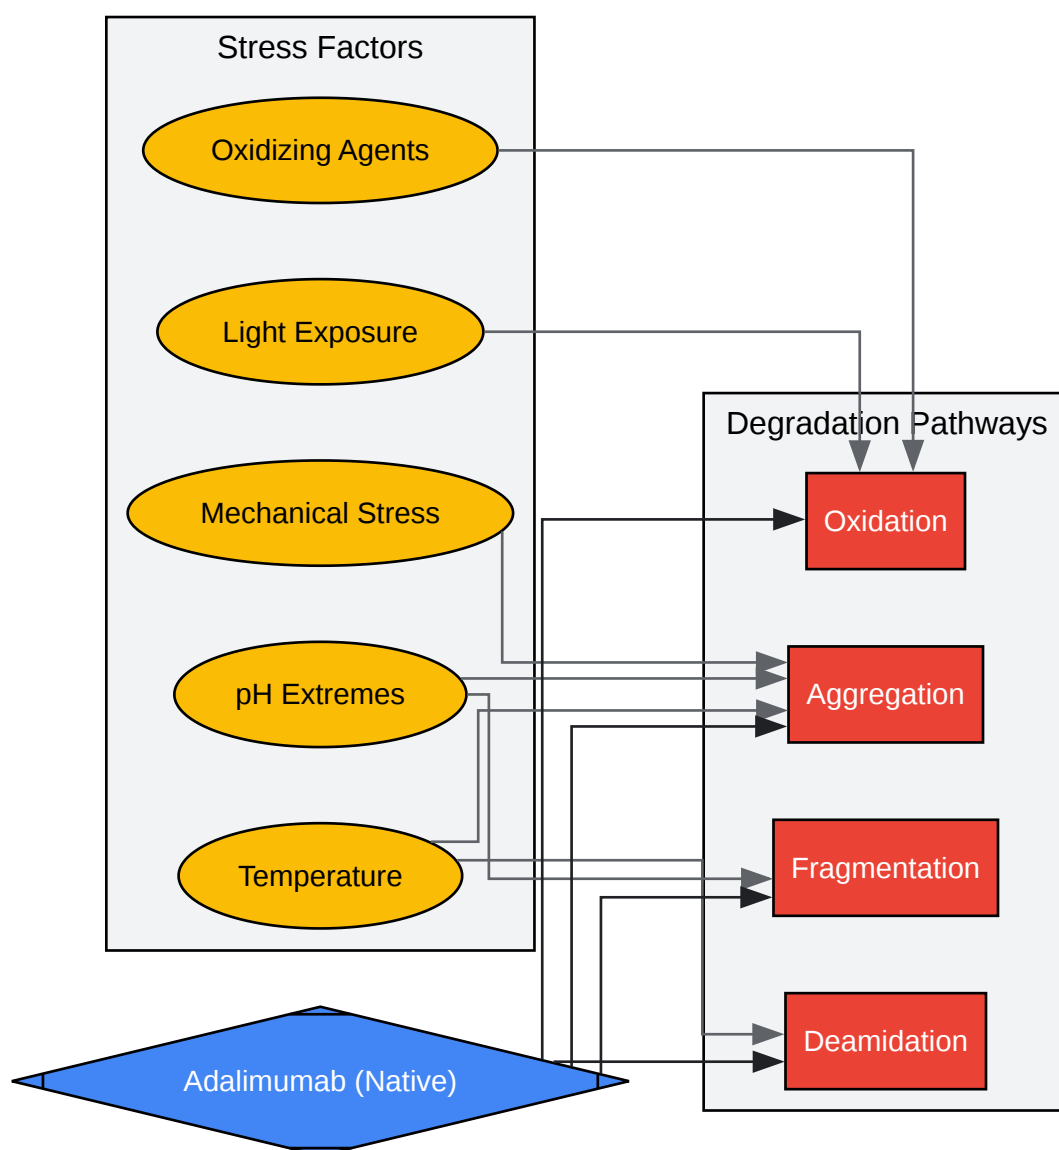 Stress Factors
Oxidizing Agents
Light Exposure
Mechanical Stress
pH Extremes
Temperature
Degradation Pathways
Oxidation
Aggregation
Fragmentation
Deamidation
Adalimumab (Native)